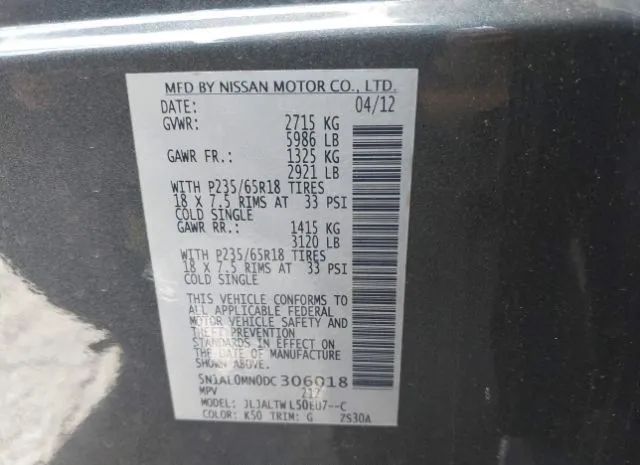 MFD BY NISSAN MOTOR CO., LTD.
DATE: 04/12
GVWR: 2715 KG
5986 LB
GAWR FR.: 1325 KG
2921 LB
WITH P235/65R18 TIRES
18 X 7.5 RIMS AT 33 PSI
COLD SINGLE
GAWR RR.: 1415 KG
3120 LB
WITH P235/65R18 TIRES
18 X 7.5 RIMS AT 33 PSI
COLD SINGLE
THIS VEHICLE CONFORMS TO
ALL APPLICABLE FEDERAL
MOTOR VEHICLE SAFETY AND
THEFT PREVENTION
STANDARDS IN EFFECT ON
THE DATE OF MANUFACTURE
SHOWN ABOVE.
5N1AL0MN0DC306018
MPV 217
MODEL: JLJALTWL50EU7--C
COLOR: K50 TRIM: G ZS30A